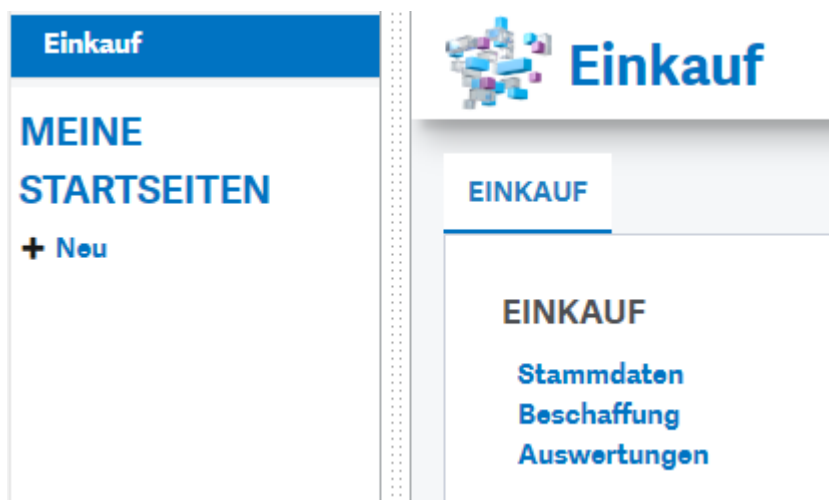 Einkauf
MEINE
STARTSEITEN
+ Neu
Einkauf
EINKAUF
EINKAUF
Stammdaten
Beschaffung
Auswertungen